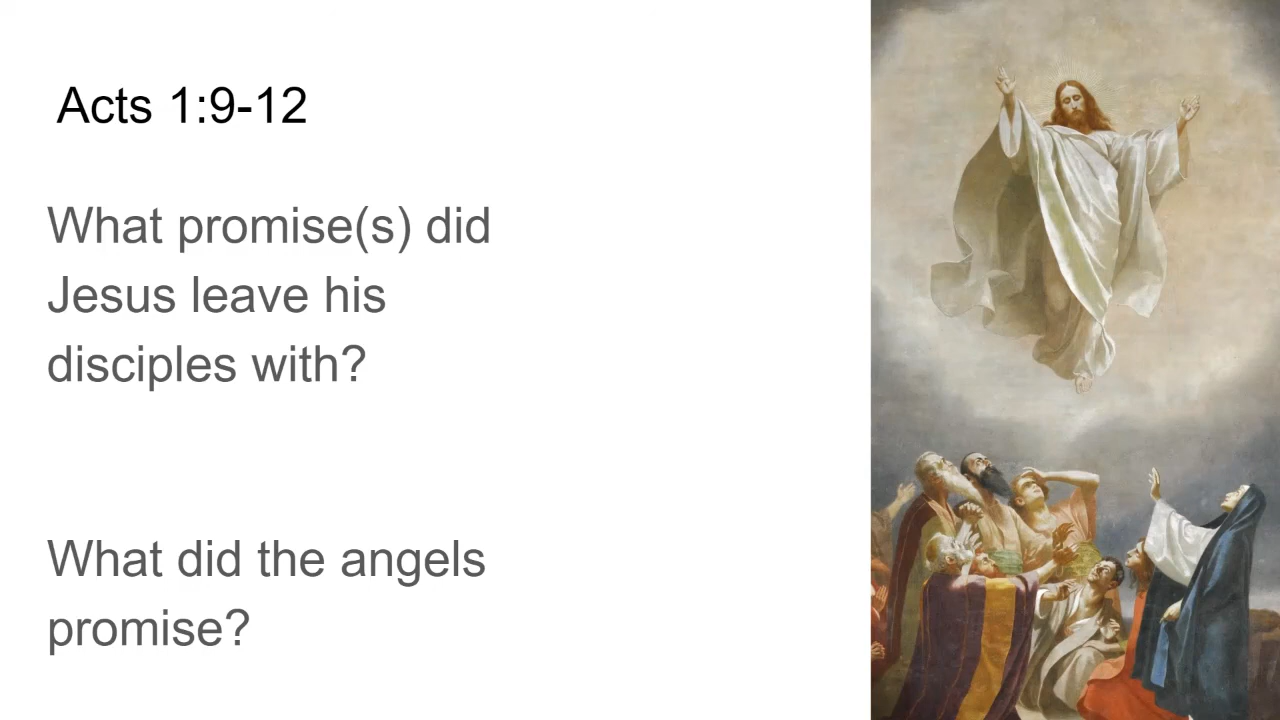 Acts 1:9-12
What promise(s) did
Jesus leave his
disciples with?
What did the angels
promise?